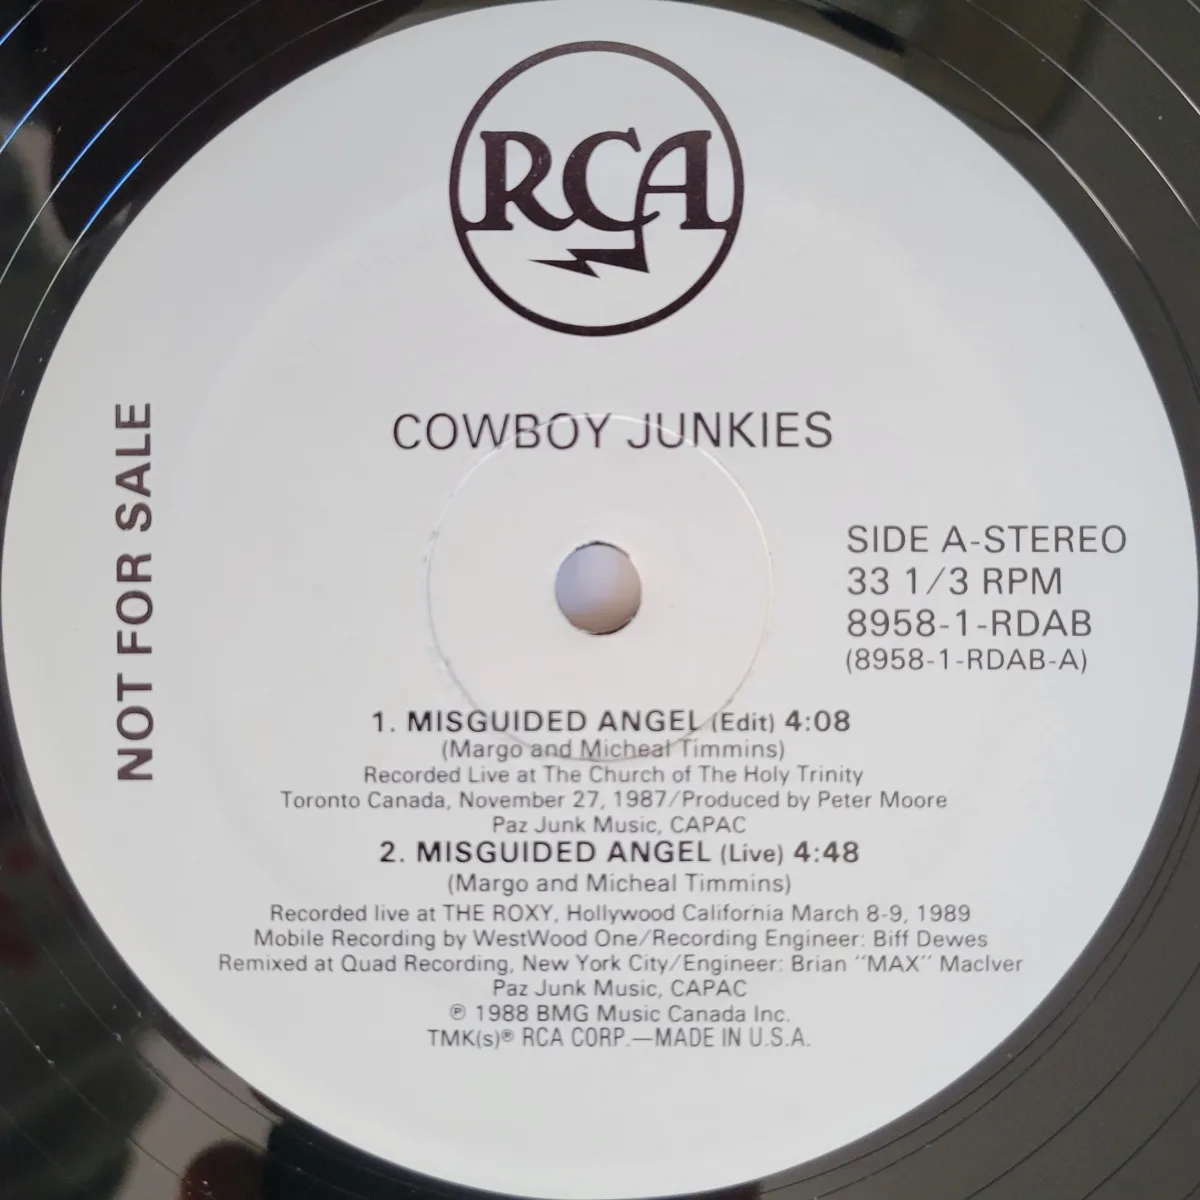 RCA
COWBOY JUNKIES
NOT FOR SALE
SIDE A-STEREO
33 1/3 RPM
8958-1-RDAB
(8958-1-RDAB-A)
1. MISGUIDED ANGEL (Edit) 4:08
(Margo and Micheal Timmins)
Recorded Live at The Church of The Holy Trinity
Toronto Canada, November 27, 1987/Produced by Peter Moore
Paz Junk Music, CAPAC
2. MISGUIDED ANGEL (Live) 4:48
(Margo and Micheal Timmins)
Recorded live at THE ROXY, Hollywood California March 8-9, 1989
Mobile Recording by WestWood One/Recording Engineer: Biff Dewes
Remixed at Quad Recording, New York City/Engineer: Brian "MAX" MacIver
Paz Junk Music, CAPAC
℗ 1988 BMG Music Canada Inc.
TMK(s)® RCA CORP.—MADE IN U.S.A.